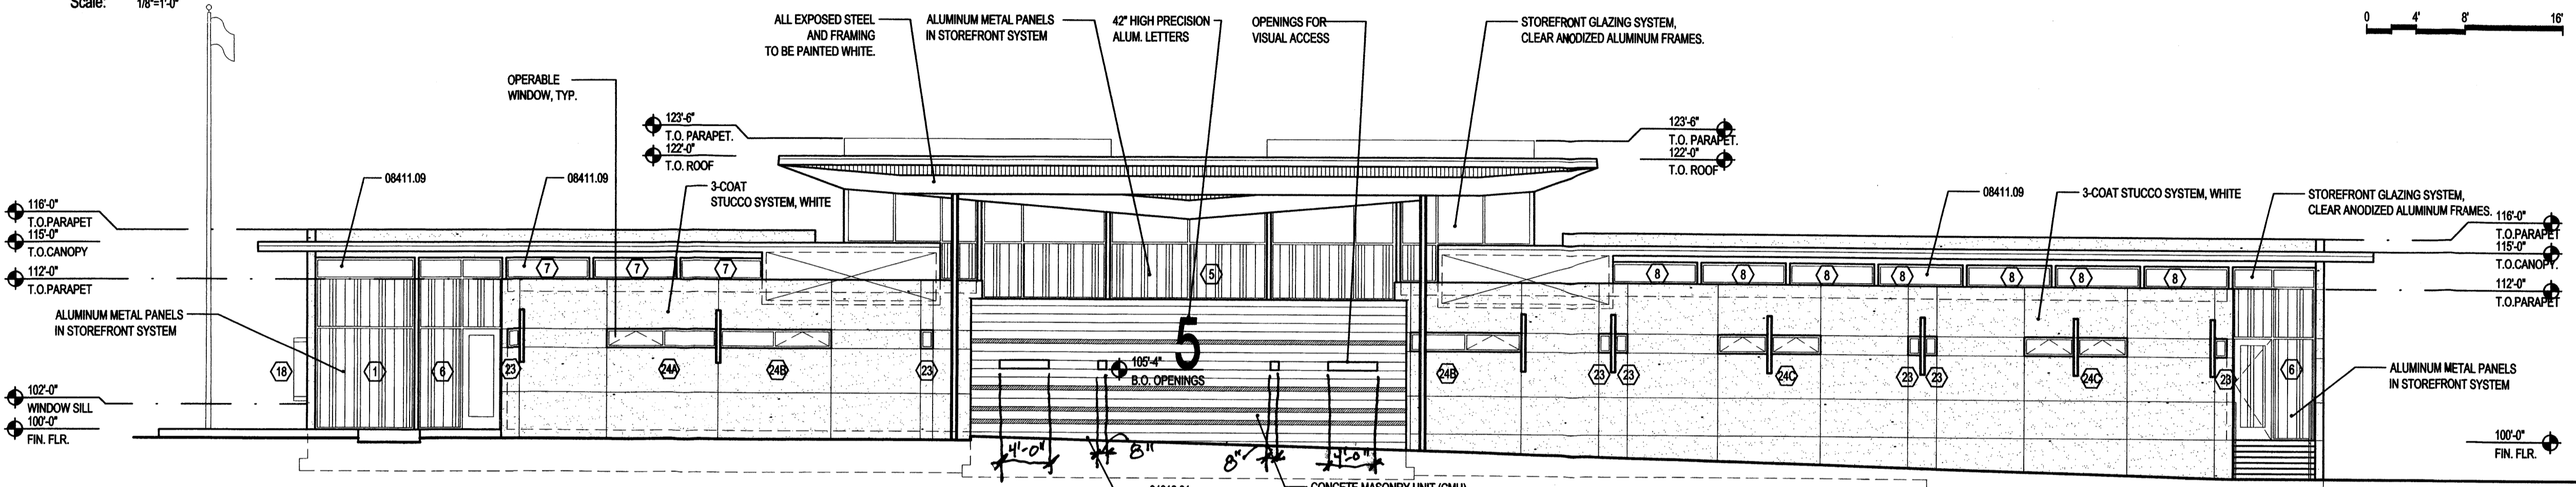 Scale: 1/8"=1'-0"
0 4' 8' 16'
ALL EXPOSED STEEL
AND FRAMING
TO BE PAINTED WHITE.
ALUMINUM METAL PANELS
IN STOREFRONT SYSTEM
42" HIGH PRECISION
ALUM. LETTERS
OPENINGS FOR
VISUAL ACCESS
STOREFRONT GLAZING SYSTEM,
CLEAR ANODIZED ALUMINUM FRAMES.
OPERABLE
WINDOW, TYP.
123'-6"
T.O. PARAPET.
122'-0"
T.O. ROOF
123'-6"
T.O. PARAPET.
122'-0"
T.O. ROOF
08411.09
08411.09
3-COAT
STUCCO SYSTEM, WHITE
08411.09
3-COAT STUCCO SYSTEM, WHITE
STOREFRONT GLAZING SYSTEM,
CLEAR ANODIZED ALUMINUM FRAMES.
116'-0"
T.O.PARAPET
115'-0"
T.O.CANOPY
112'-0"
T.O.PARAPET
116'-0"
T.O.PARAPET
115'-0"
T.O.CANOPY.
112'-0"
T.O.PARAPET
7 7 7 5 8 8 8 8 8 8 8
ALUMINUM METAL PANELS
IN STOREFRONT SYSTEM
5
105'-4"
B.O. OPENINGS
18 1 6 23 24A 24B 23 24B 23 23 24C 23 23 24C 23 6
ALUMINUM METAL PANELS
IN STOREFRONT SYSTEM
102'-0"
WINDOW SILL
100'-0"
FIN. FLR.
100'-0"
FIN. FLR.
4'-0" 8" 8" 4'-0"
CONCETE MASONRY UNIT (CMU)